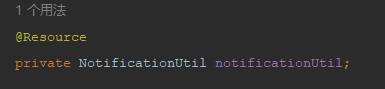 1 个用法
@Resource
private NotificationUtil notificationUtil;